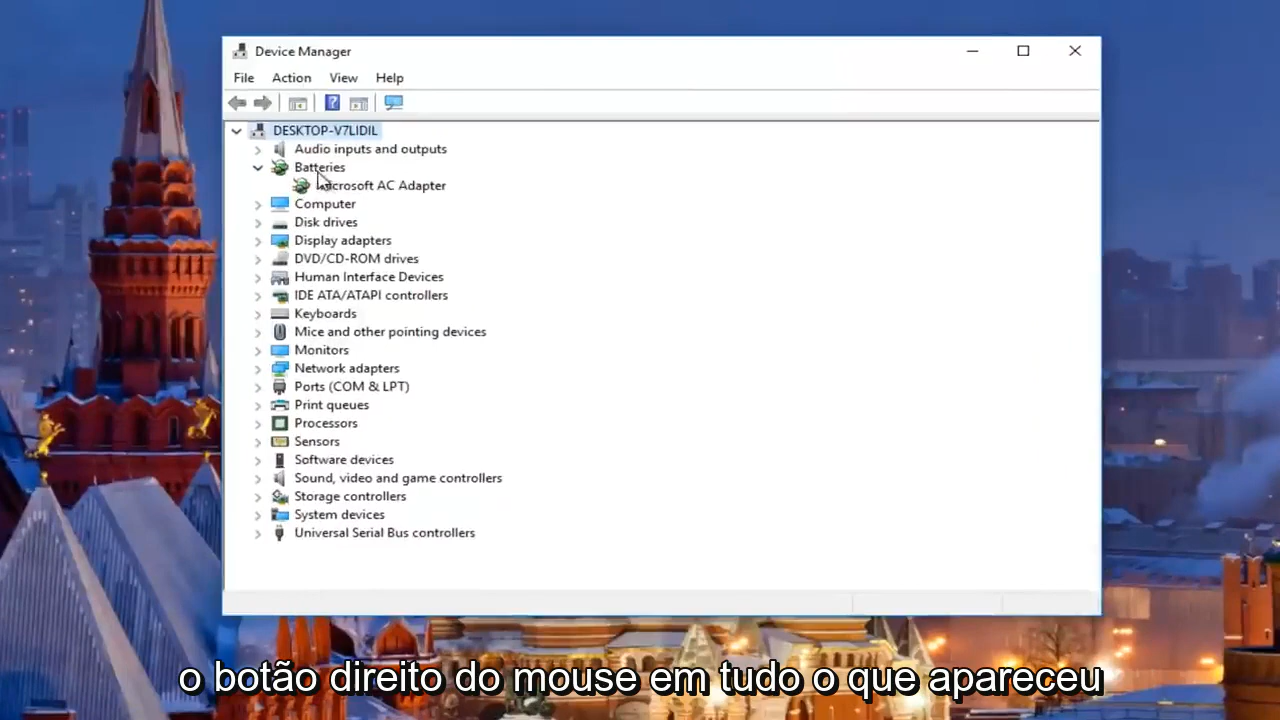 Device Manager
File Action View Help
DESKTOP-V7LIDIL
Audio inputs and outputs
Batteries
Microsoft AC Adapter
Computer
Disk drives
Display adapters
DVD/CD-ROM drives
Human Interface Devices
IDE ATA/ATAPI controllers
Keyboards
Mice and other pointing devices
Monitors
Network adapters
Ports (COM & LPT)
Print queues
Processors
Sensors
Software devices
Sound, video and game controllers
Storage controllers
System devices
Universal Serial Bus controllers
o botão direito do mouse em tudo o que apareceu